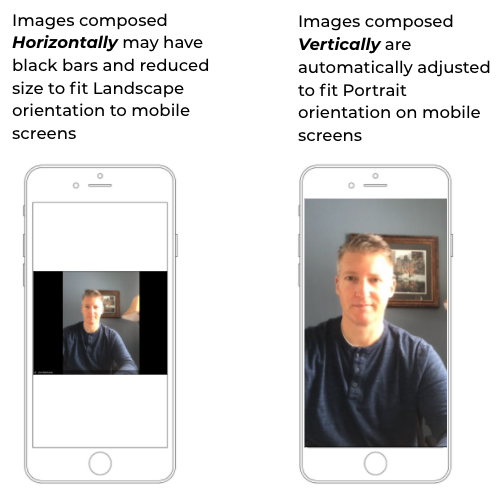 Images composed
Horizontally may have
black bars and reduced
size to fit Landscape
orientation to mobile
screens
Images composed
Vertically are
automatically adjusted
to fit Portrait
orientation on mobile
screens